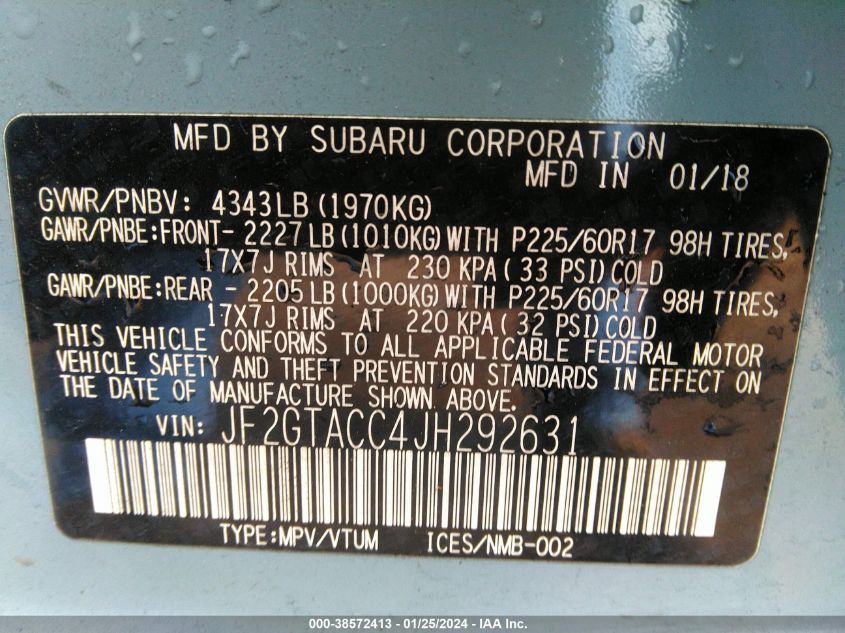 MFD BY SUBARU CORPORATION
MFD IN 01/18
GVWR/PNBV: 4343LB (1970KG)
GAWR/PNBE:FRONT- 2227LB (1010KG) WITH P225/60R17 98H TIRES,
17X7J RIMS AT 230 KPA( 33 PSI) COLD
GAWR/PNBE:REAR - 2205LB (1000KG) WITH P225/60R17 98H TIRES,
17X7J RIMS AT 220 KPA( 32 PSI) COLD
THIS VEHICLE CONFORMS TO ALL APPLICABLE FEDERAL MOTOR
VEHICLE SAFETY AND THEFT PREVENTION STANDARDS IN EFFECT ON
THE DATE OF MANUFACTURE SHOWN ABOVE.
VIN: JF2GTACC4JH292631
TYPE:MPV/VTUM ICES/NMB-002
000-38572413 - 01/25/2024 - IAA Inc.